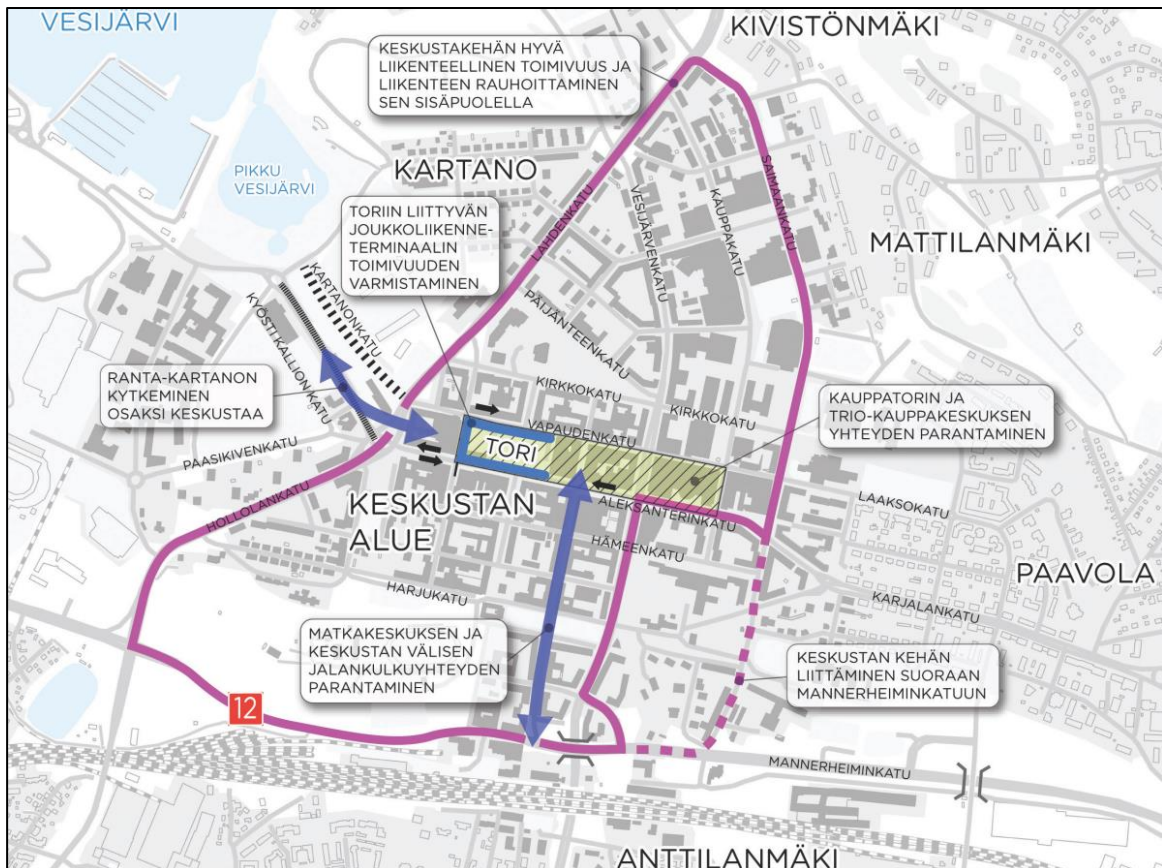 VESIJÄRVI
KIVISTÖNMÄKI
KESKUSTAKEHÄN HYVÄ
LIIKENTEELLINEN TOIMIVUUS JA
LIIKENTEEN RAUHOITTAMINEN
SEN SISÄPUOLELLA
PIKKU
VESIJÄRVI
KARTANO
TORIIN LIITTYVÄN
JOUKKOLIIKENNE-
TERMINAALIN
TOIMIVUUDEN
VARMISTAMINEN
LAHDENKATU
VESIJÄRVENKATU
KAUPPAKATU
SAIMAANKATU
MATTILANMÄKI
KARTANONKATU
KYÖSTI KALLIONKATU
PÄIJÄNTEENKATU
RANTA-KARTANON
KYTKEMINEN
OSAKSI KESKUSTAA
KIRKKOKATU
KIRKKOKATU
KAUPPATORIN JA
TRIO-KAUPPAKESKUKSEN
YHTEYDEN PARANTAMINEN
VAPAUDENKATU
TORI
PAASIKIVENKATU
HOLLOLANKATU
KESKUSTAN
ALUE
ALEKSANTERINKATU
LAAKSOKATU
HÄMEENKATU
PAAVOLA
HARJUKATU
KARJALANKATU
MATKAKESKUKSEN JA
KESKUSTAN VÄLISEN
JALANKULKUYHTEYDEN
PARANTAMINEN
KESKUSTAN KEHÄN
LIITTÄMINEN SUORAAN
MANNERHEIMINKATUUN
12
MANNERHEIMINKATU
ANTTILANMÄKI